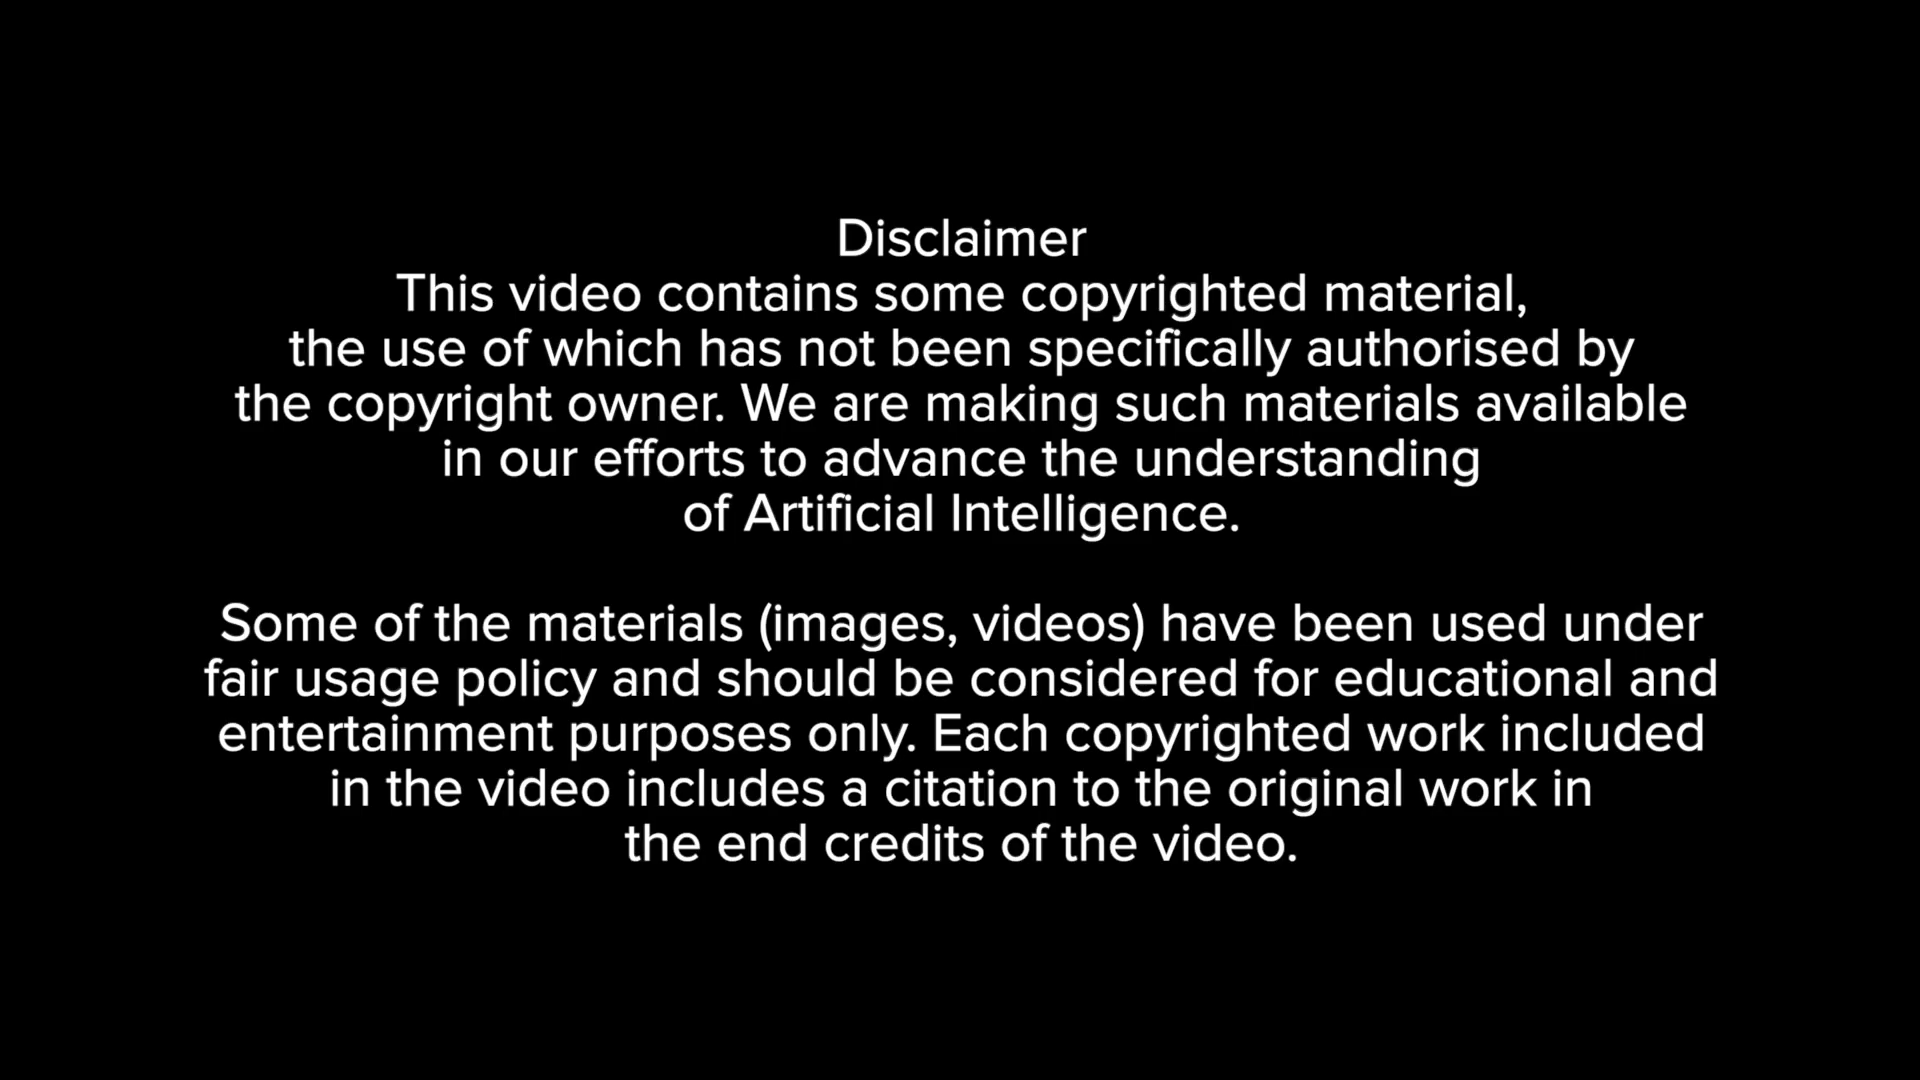 Disclaimer
This video contains some copyrighted material,
the use of which has not been specifically authorised by
the copyright owner. We are making such materials available
in our efforts to advance the understanding
of Artificial Intelligence.
Some of the materials (images, videos) have been used under
fair usage policy and should be considered for educational and
entertainment purposes only. Each copyrighted work included
in the video includes a citation to the original work in
the end credits of the video.